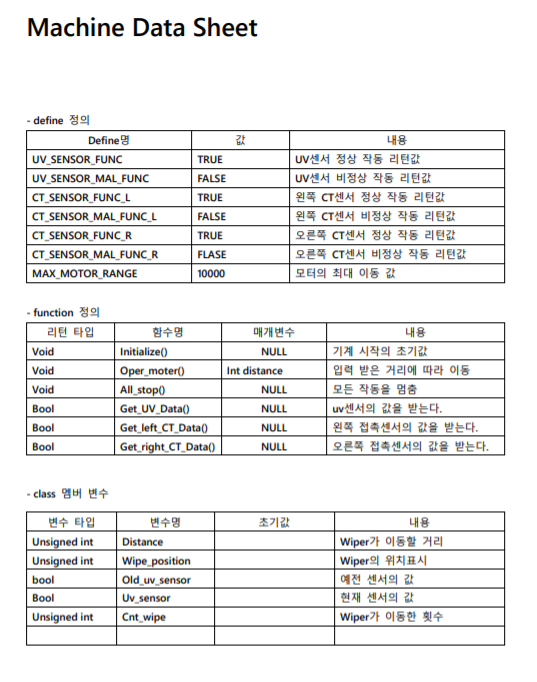 Machine Data Sheet
- define 정의
Define명 값 내용
UV_SENSOR_FUNC TRUE UV센서 정상 작동 리턴값
UV_SENSOR_MAL_FUNC FALSE UV센서 비정상 작동 리턴값
CT_SENSOR_FUNC_L TRUE 왼쪽 CT센서 정상 작동 리턴값
CT_SENSOR_MAL_FUNC_L FALSE 왼쪽 CT센서 비정상 작동 리턴값
CT_SENSOR_FUNC_R TRUE 오른쪽 CT센서 정상 작동 리턴값
CT_SENSOR_MAL_FUNC_R FLASE 오른쪽 CT센서 비정상 작동 리턴값
MAX_MOTOR_RANGE 10000 모터의 최대 이동 값
- function 정의
리턴 타입 함수명 매개변수 내용
Void Initialize() NULL 기계 시작의 초기값
Void Oper_moter() Int distance 입력 받은 거리에 따라 이동
Void All_stop() NULL 모든 작동을 멈춤
Bool Get_UV_Data() NULL uv센서의 값을 받는다.
Bool Get_left_CT_Data() NULL 왼쪽 접촉센서의 값을 받는다.
Bool Get_right_CT_Data() NULL 오른쪽 접촉센서의 값을 받는다.
- class 멤버 변수
변수 타입 변수명 초기값 내용
Unsigned int Distance Wiper가 이동할 거리
Unsigned int Wipe_position Wiper의 위치표시
bool Old_uv_sensor 예전 센서의 값
Bool Uv_sensor 현재 센서의 값
Unsigned int Cnt_wipe Wiper가 이동한 횟수